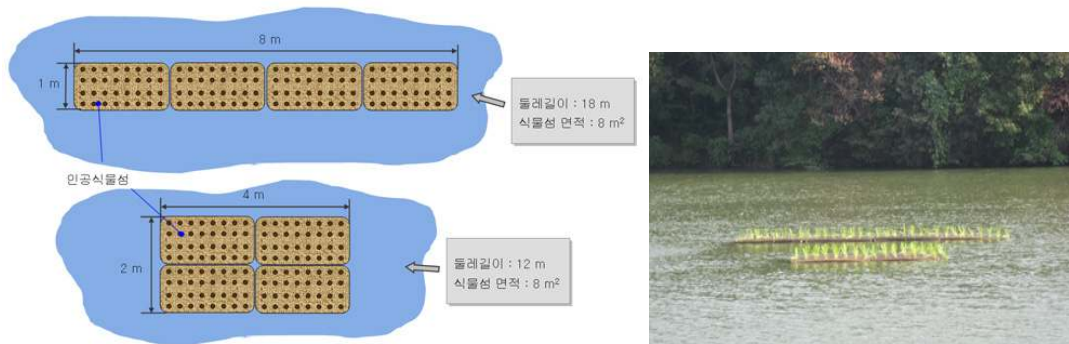 8 m
1 m
둘레길이 : 18 m
식물섬 면적 : 8 m²
인공식물섬
4 m
2 m
둘레길이 : 12 m
식물섬 면적 : 8 m²